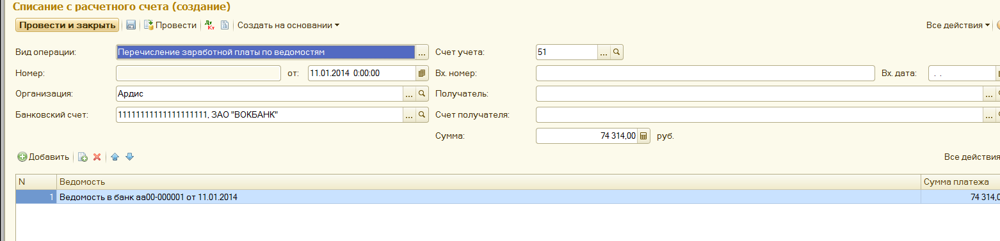 Списание с расчетного счета (создание)
Провести и закрыть Провести Дт Кт Создать на основании Все действия
Вид операции: Перечисление заработной платы по ведомостям ... Счет учета: 51 ...
Номер: от: 11.01.2014 0:00:00 Вх. номер: Вх. дата: . .
Организация: Ардис ... Получатель: ...
Банковский счет: 11111111111111111111, ЗАО "ВОКБАНК" ... Счет получателя: ...
Сумма: 74 314,00 руб.
Добавить Все действия
N Ведомость Сумма платежа
1 Ведомость в банк аа00-000001 от 11.01.2014 74 314,0